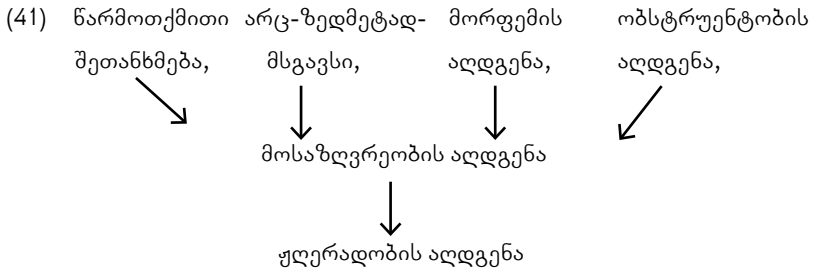 (41) წარმოთქმითი არც-ზედმეტად- მორფემის ობსტრუენტობის
შეთანხმება, მსგავსი, აღდგენა, აღდგენა,
მოსაზღვრეობის აღდგენა
ჟღერადობის აღდგენა